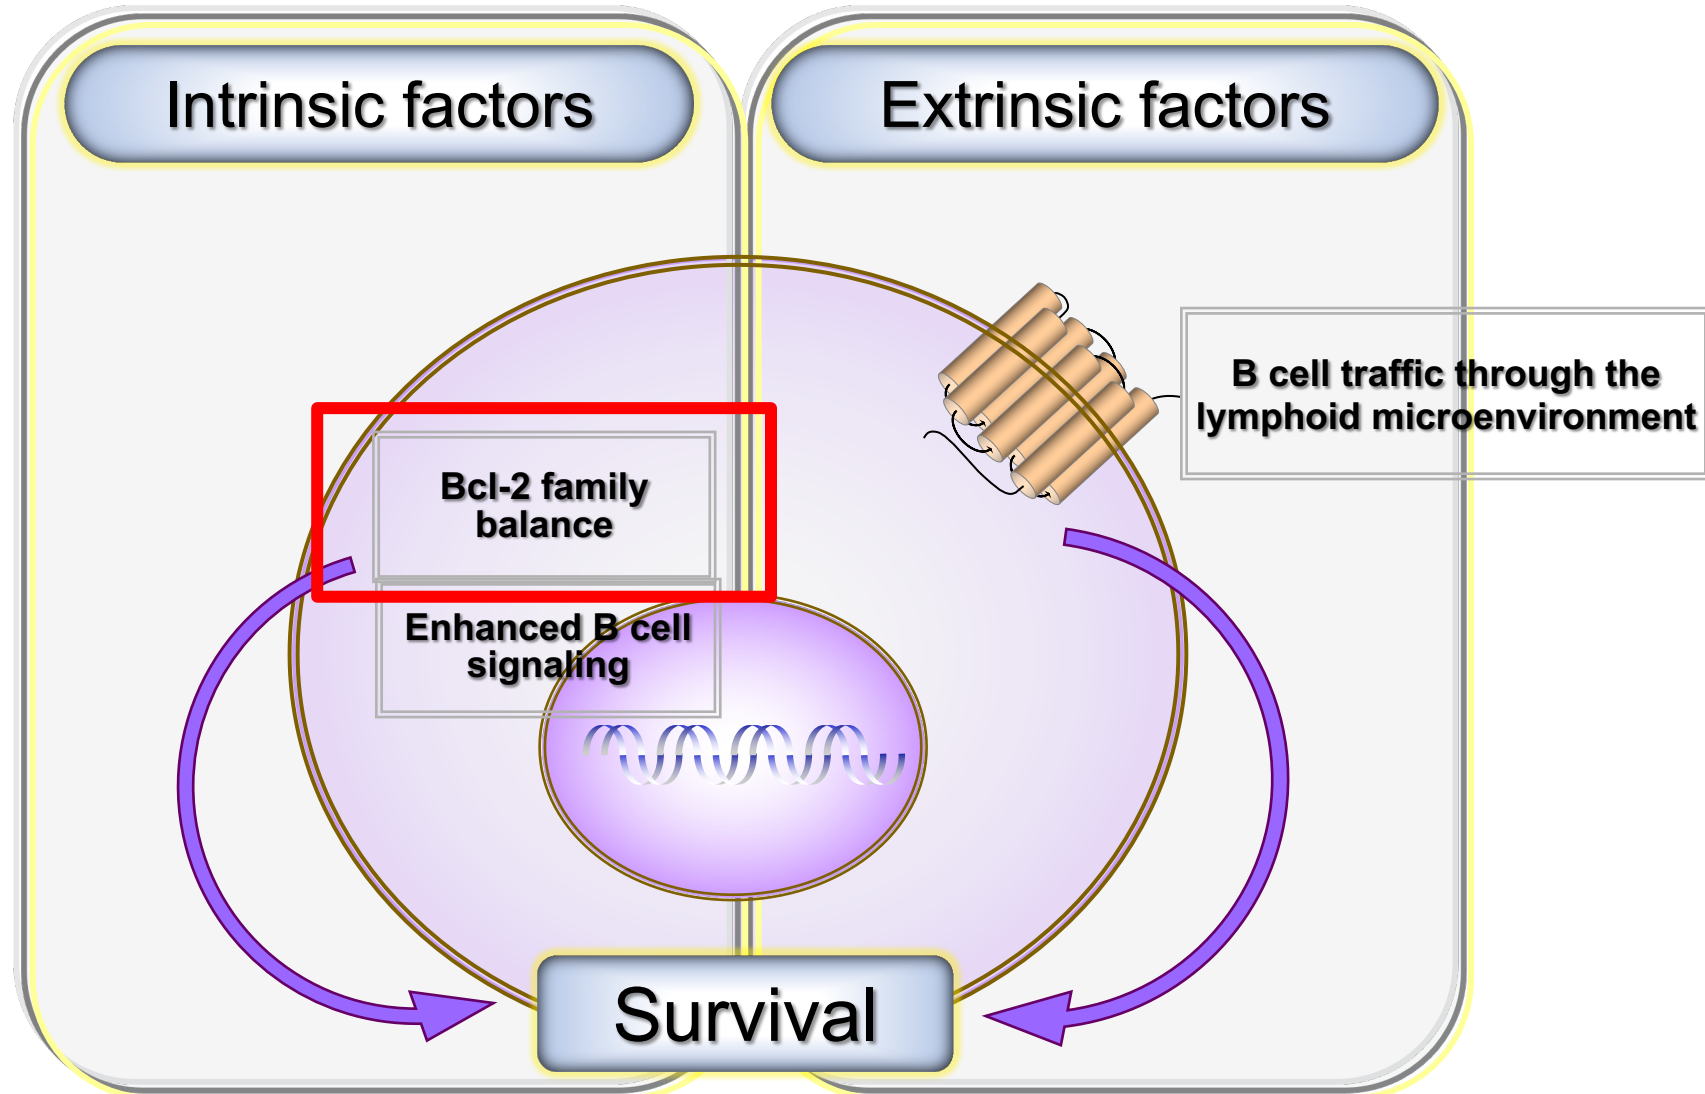 Intrinsic factors
Extrinsic factors
B cell traffic through the
lymphoid microenvironment
Bcl-2 family
balance
Enhanced B cell
signaling
Survival